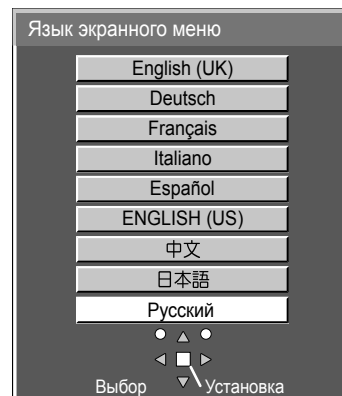 Язык экранного меню
English (UK)
Deutsch
Français
Italiano
Español
ENGLISH (US)
中文
日本語
Русский
Выбор Установка